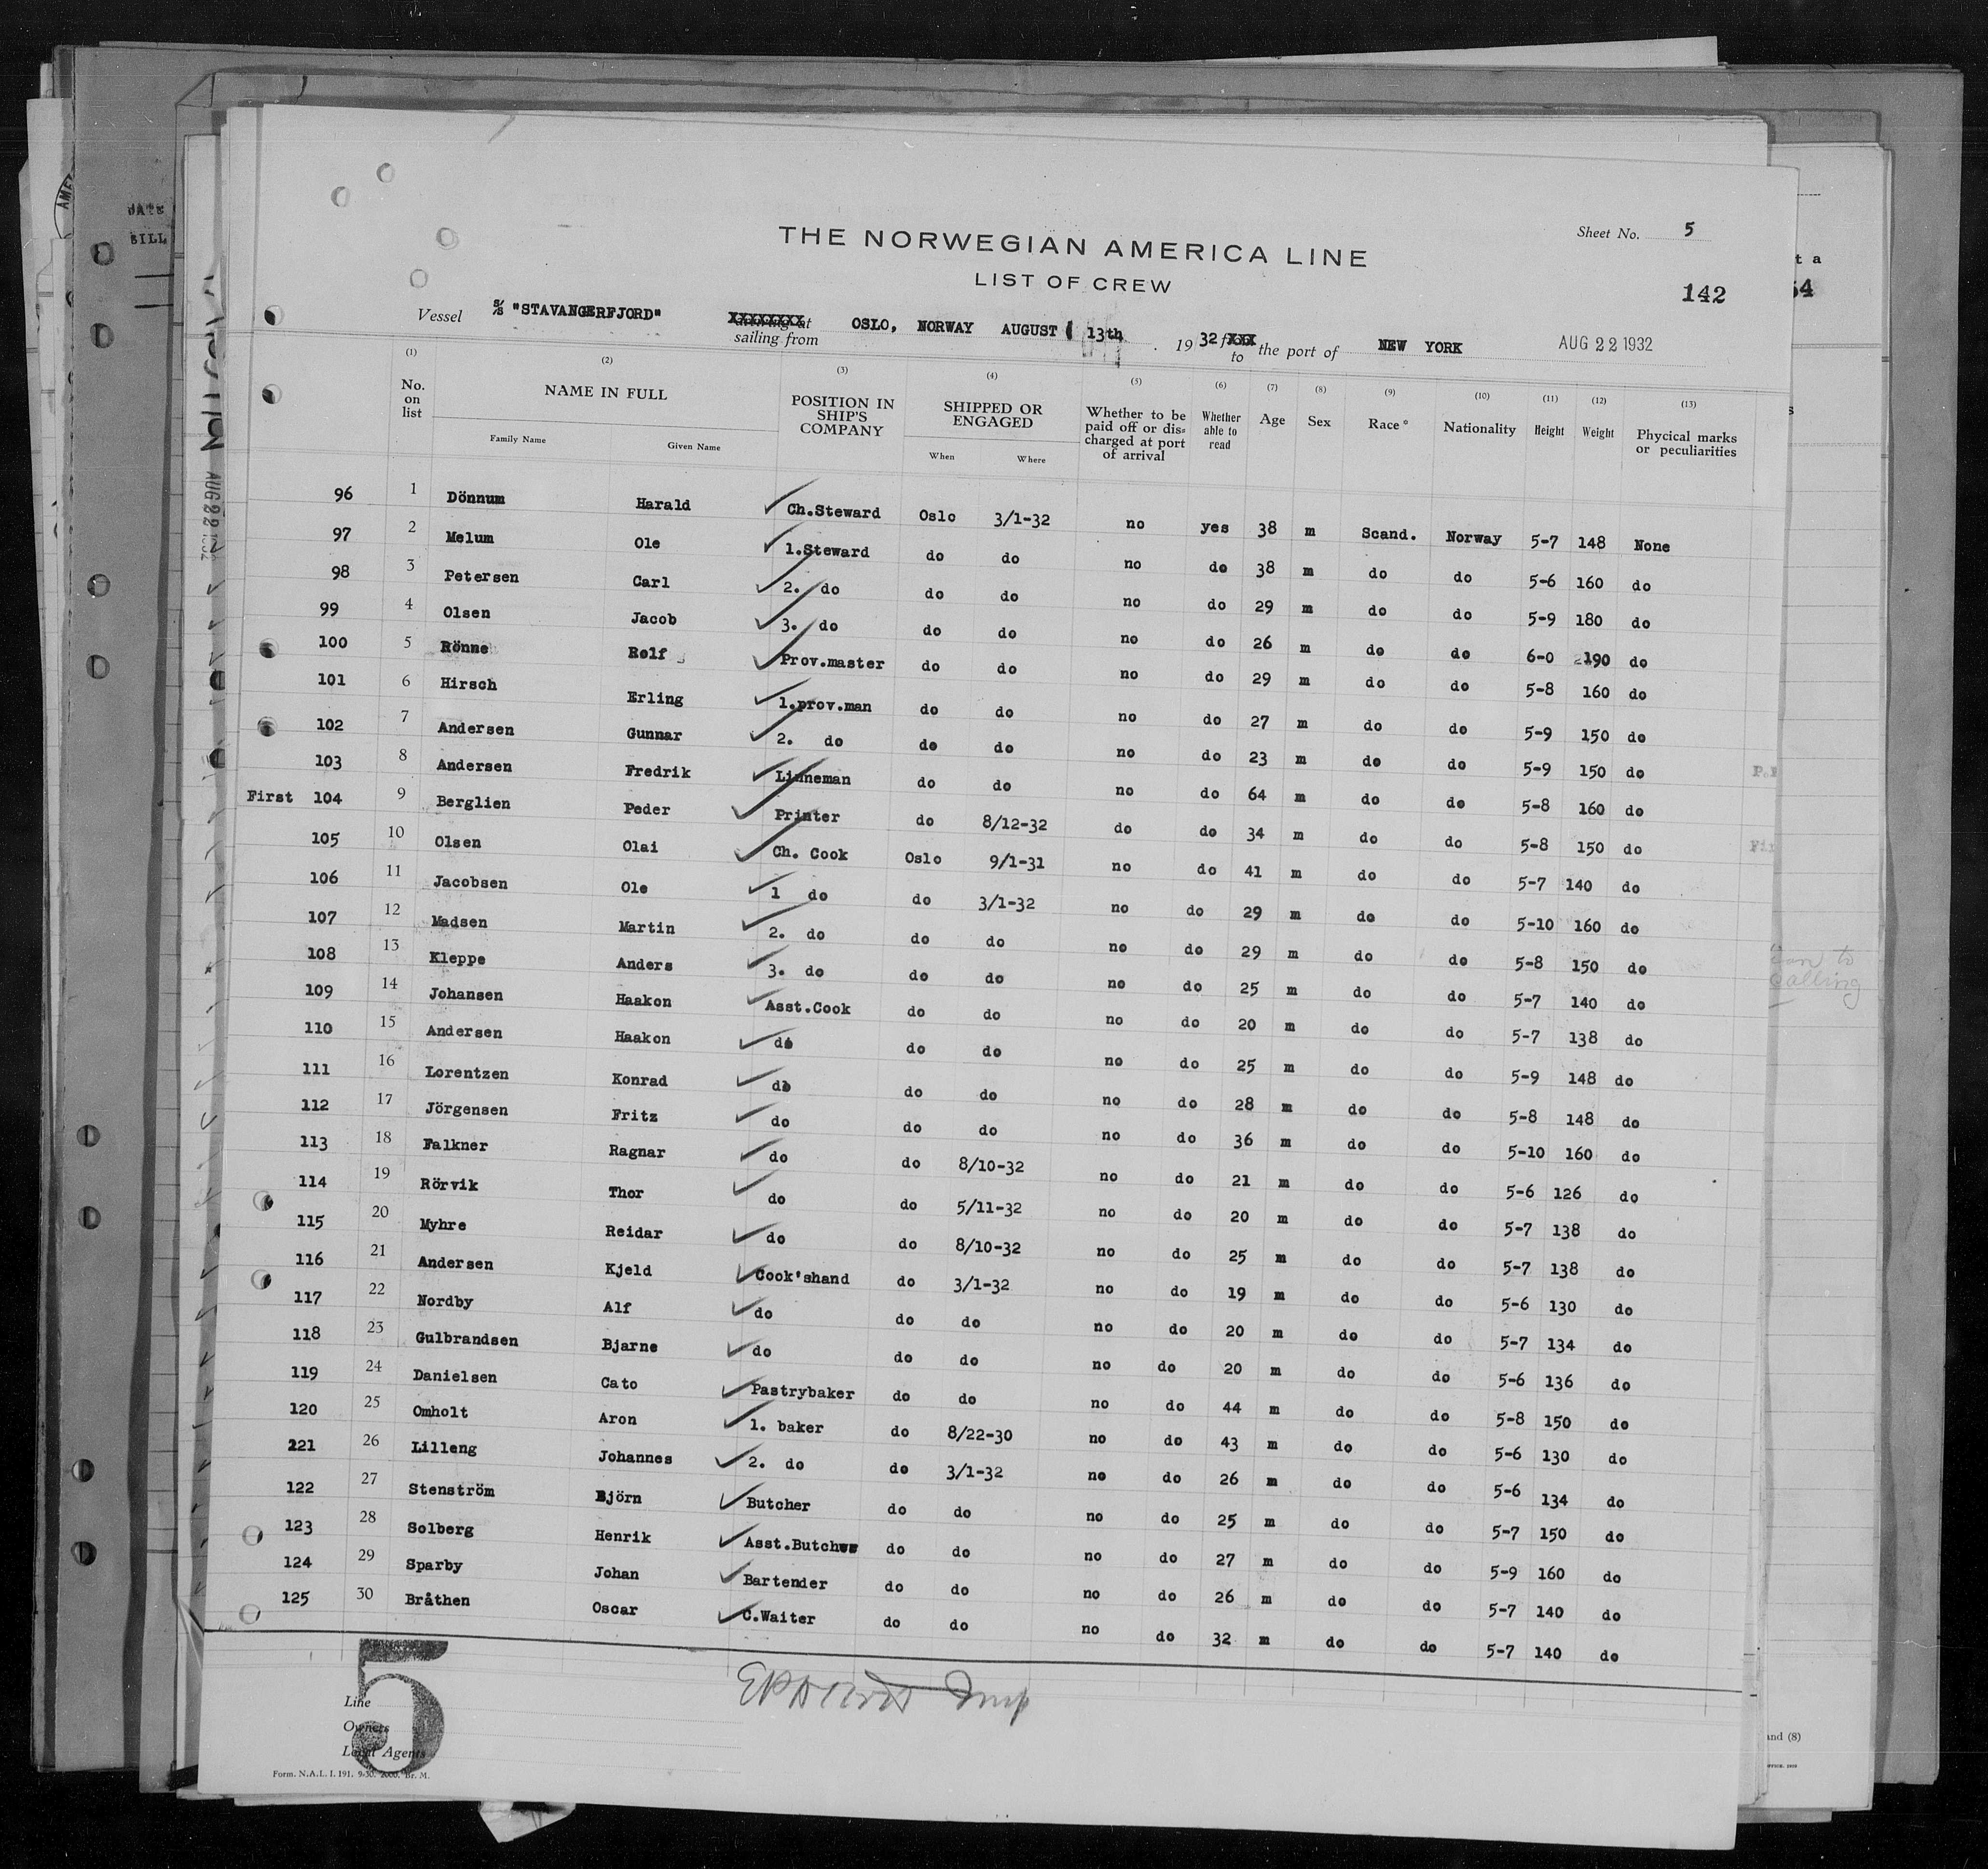 THE NORWEGIAN AMERICA LINE
Sheet No. 5
LIST OF CREW
142
Vessel S/S "STAVANGERFJORD" XXXXXXXX sailing from OSLO, NORWAY AUGUST 13th. 1932 XXX to the port of NEW YORK AUG 22 1932
(1) (2) (3) (4) (5) (6) (7) (8) (9) (10) (11) (12) (13)
No. on list NAME IN FULL POSITION IN SHIP'S COMPANY SHIPPED OR ENGAGED Whether to be paid off or dis=charged at port of arrival Whether able to read Age Sex Race* Nationality Height Weight Phycical marks or peculiarities
Family Name Given Name When Where
96 1 Dönnum Harald Ch.Steward Oslo 3/1-32 no yes 38 m Scand. Norway 5-7 148 None
97 2 Melum Ole 1.Steward do do no do 38 m do do 5-6 160 do
98 3 Petersen Carl 2. do do do no do 29 m do do 5-9 180 do
99 4 Olsen Jacob 3. do do do no do 26 m do do 6-0 190 do
100 5 Rönne Rolf Prov.master do do no do 29 m do do 5-8 160 do
101 6 Hirsch Erling 1.prov.man do do no do 27 m do do 5-9 150 do
102 7 Andersen Gunnar 2. do do do no do 23 m do do 5-9 150 do
103 8 Andersen Fredrik Linneman do do no do 64 m do do 5-8 160 do
First 104 9 Berglien Peder Printer do 8/12-32 do do 34 m do do 5-8 150 do
105 10 Olsen Olai Ch. Cook Oslo 9/1-31 no do 41 m do do 5-7 140 do
106 11 Jacobsen Ole 1 do do 3/1-32 no do 29 m do do 5-10 160 do
107 12 Madsen Martin 2. do do do no do 29 m do do 5-8 150 do
108 13 Kleppe Anders 3. do do do no do 25 m do do 5-7 140 do
109 14 Johansen Haakon Asst.Cook do do no do 20 m do do 5-7 138 do
110 15 Andersen Haakon do do do no do 25 m do do 5-9 148 do
111 16 Lorentzen Konrad do do do no do 28 m do do 5-8 148 do
112 17 Jörgensen Fritz do do do no do 36 m do do 5-10 160 do
113 18 Falkner Ragnar do do 8/10-32 no do 21 m do do 5-6 126 do
114 19 Rörvik Thor do do 5/11-32 no do 20 m do do 5-7 138 do
115 20 Myhre Reidar do do 8/10-32 no do 25 m do do 5-7 138 do
116 21 Andersen Kjeld Cook'shand do 3/1-32 no do 19 m do do 5-6 130 do
117 22 Nordby Alf do do do no do 20 m do do 5-7 134 do
118 23 Gulbrandsen Bjarne do do do no do 20 m do do 5-6 136 do
119 24 Danielsen Cato Pastrybaker do do no do 44 m do do 5-8 150 do
120 25 Omholt Aron 1. baker do 8/22-30 no do 43 m do do 5-6 130 do
221 26 Lilleng Johannes 2. do do 3/1-32 no do 26 m do do 5-6 134 do
122 27 Stenström Björn Butcher do do no do 25 m do do 5-7 150 do
123 28 Solberg Henrik Asst.Butcher do do no do 27 m do do 5-9 160 do
124 29 Sparby Johan Bartender do do no do 26 m do do 5-7 140 do
125 30 Bråthen Oscar C.Waiter do do no do 32 m do do 5-7 140 do
5
Line
Owners
Local Agents
Form. N.A.L. I. 191. 9-30. 2000. Br. M.
and (8)